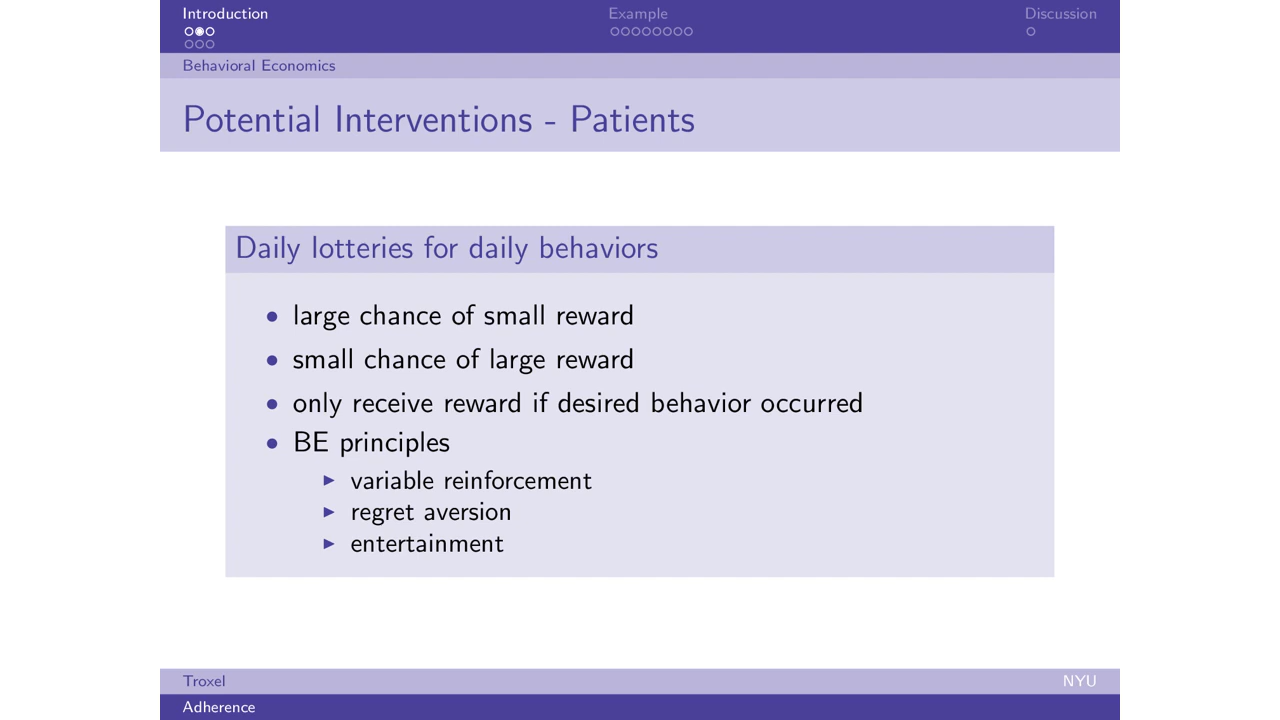 Introduction
Example
Discussion
Behavioral Economics
Potential Interventions - Patients
Daily lotteries for daily behaviors
• large chance of small reward
• small chance of large reward
• only receive reward if desired behavior occurred
• BE principles
▶ variable reinforcement
▶ regret aversion
▶ entertainment
Troxel
NYU
Adherence